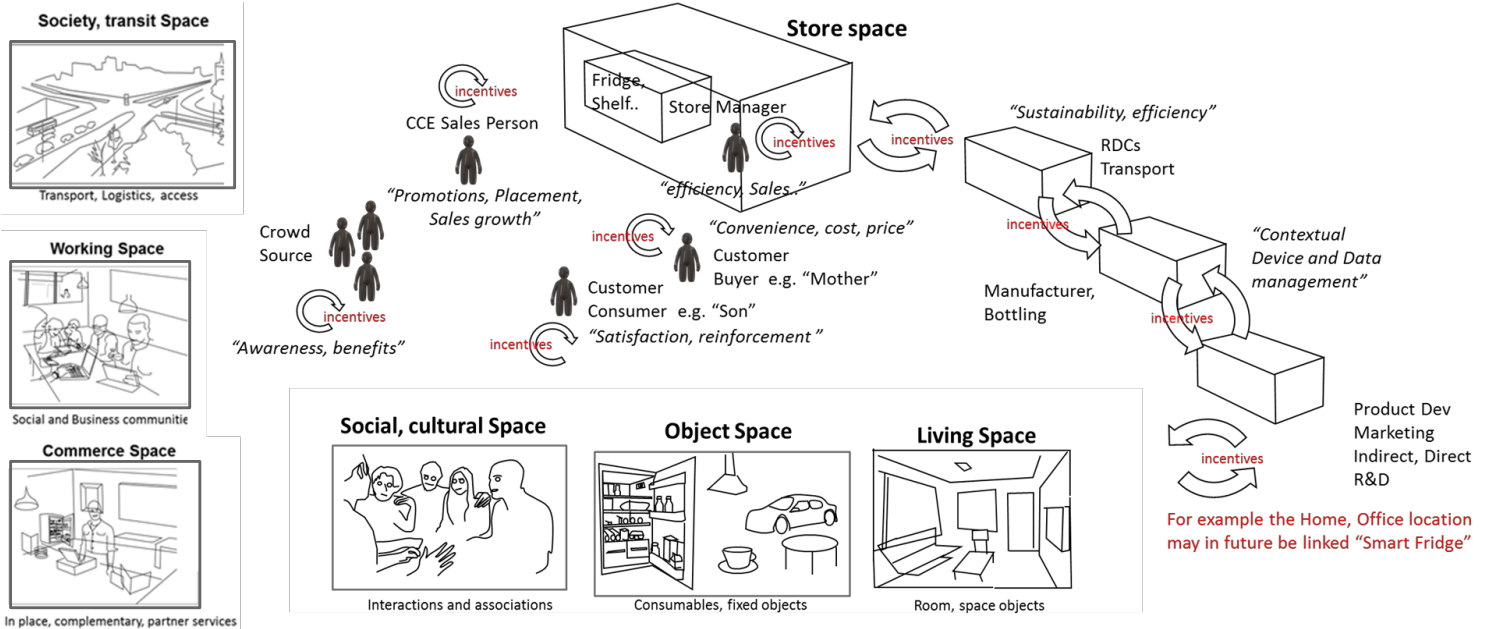 Society, transit Space
Transport, Logistics, access
Working Space
Social and Business communitie
Commerce Space
In place, complementary, partner services
incentives
CCE Sales Person
“Promotions, Placement,
Sales growth”
Crowd
Source
incentives
“Awareness, benefits”
Store space
Fridge,
Shelf..
Store Manager
incentives
“efficiency, Sales..”
incentives
“Convenience, cost, price”
Customer
Buyer e.g. “Mother”
Customer
Consumer e.g. “Son”
incentives
“Satisfaction, reinforcement ”
incentives
“Sustainability, efficiency”
RDCs
Transport
incentives
“Contextual
Device and Data
management”
Manufacturer,
Bottling
incentives
Product Dev
Marketing
Indirect, Direct
R&D
incentives
For example the Home, Office location
may in future be linked “Smart Fridge”
Social, cultural Space
Interactions and associations
Object Space
Consumables, fixed objects
Living Space
Room, space objects